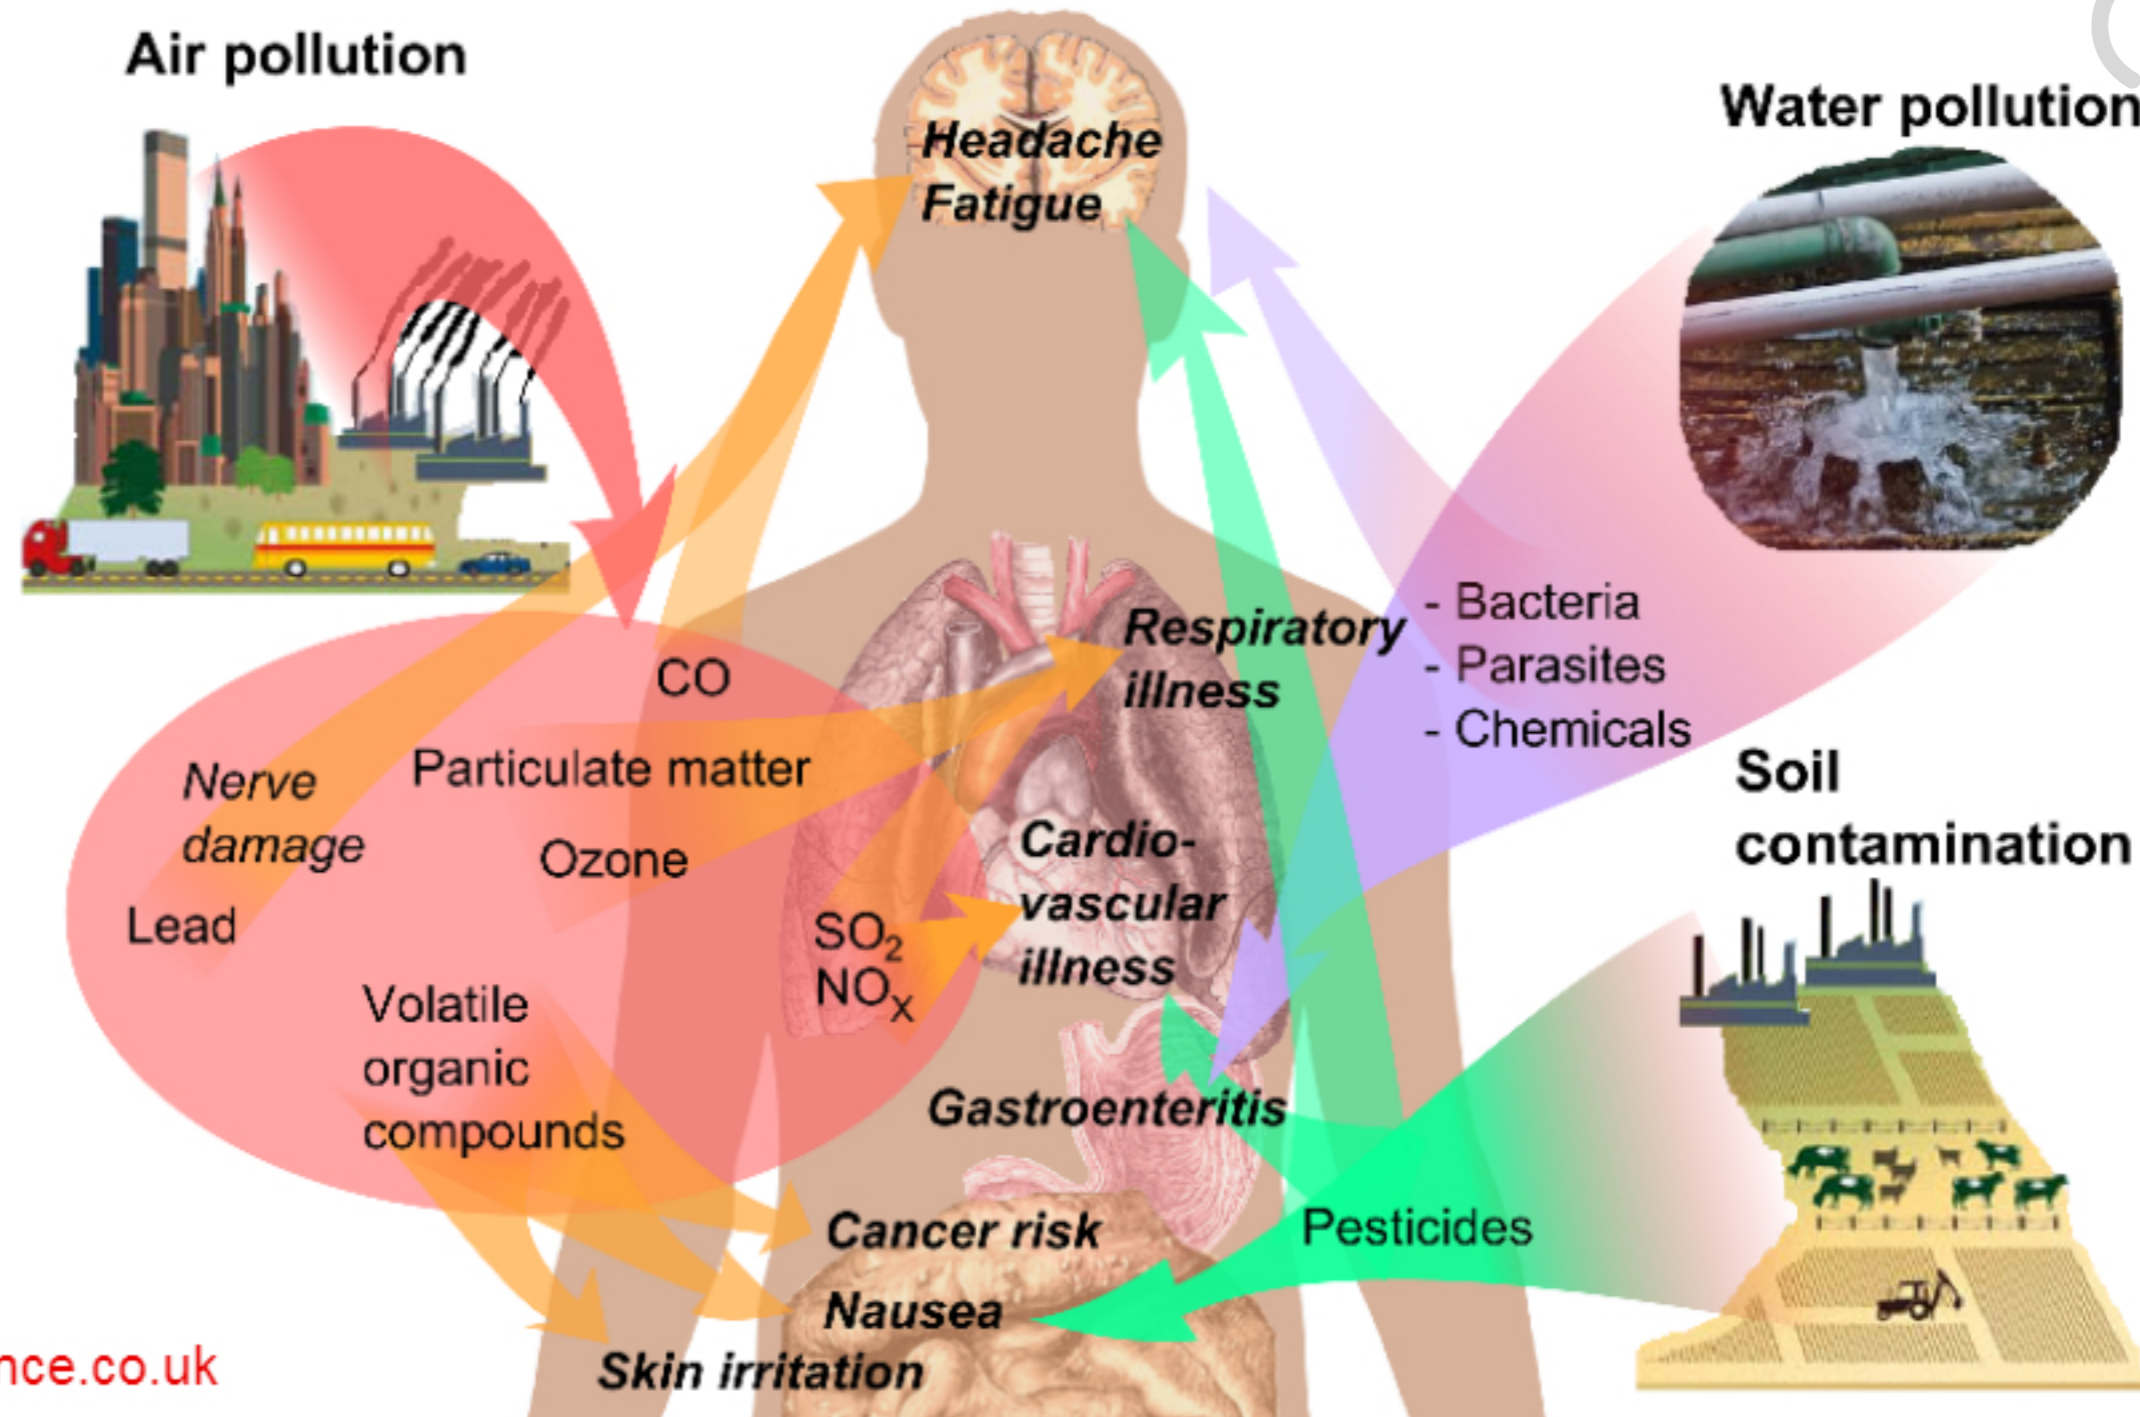 Air pollution
Water pollution
Headache
Fatigue
Respiratory
illness
- Bacteria
- Parasites
- Chemicals
CO
Nerve
damage
Particulate matter
Ozone
Lead
SO₂
NOₓ
Cardio-
vascular
illness
Soil
contamination
Volatile
organic
compounds
Gastroenteritis
Pesticides
Cancer risk
Nausea
Skin irritation
nce.co.uk